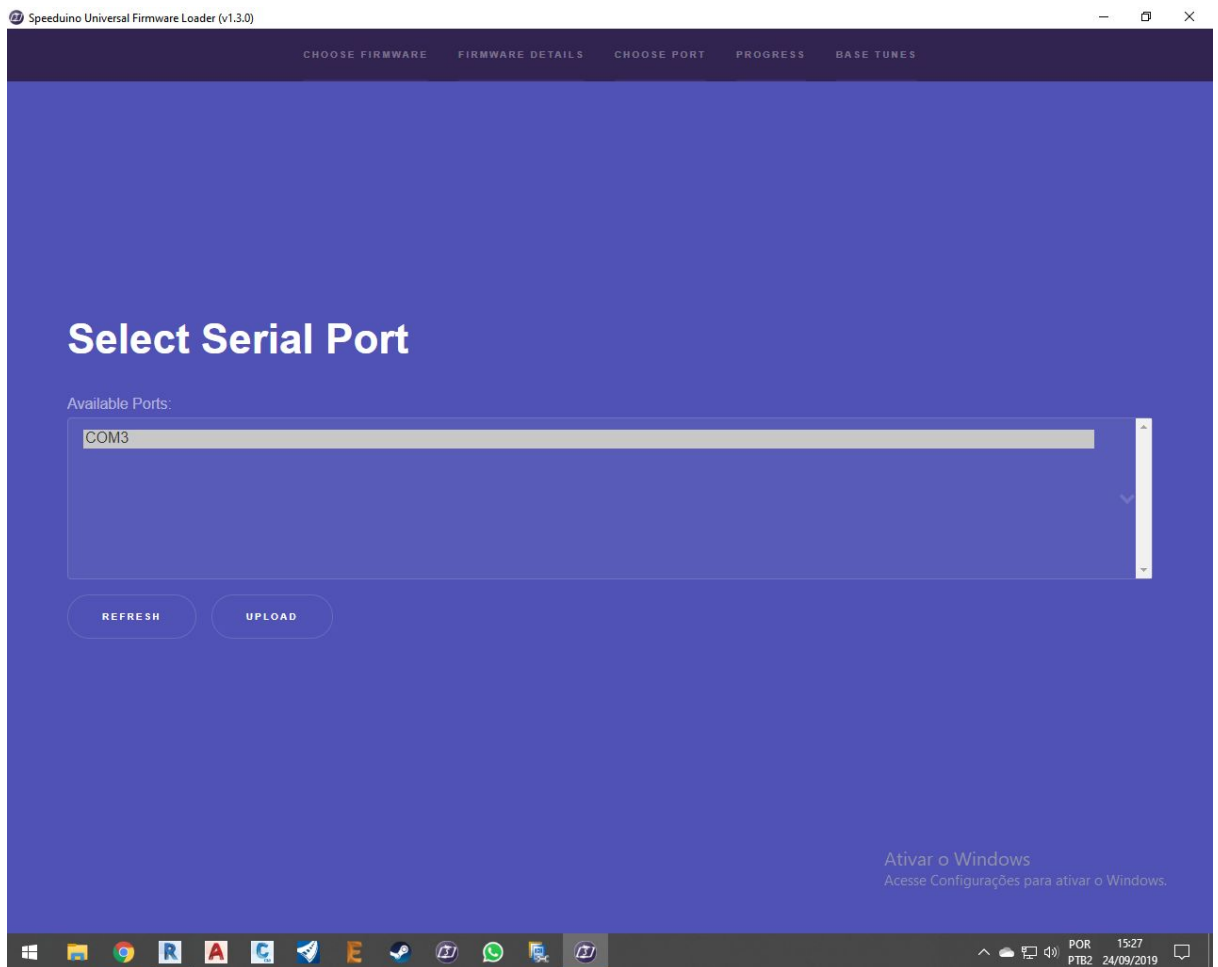 Speeduino Universal Firmware Loader (v1.3.0)
CHOOSE FIRMWARE FIRMWARE DETAILS CHOOSE PORT PROGRESS BASE TUNES
Select Serial Port
Available Ports:
COM3
REFRESH UPLOAD
Ativar o Windows
Acesse Configurações para ativar o Windows.
POR 15:27
PTB2 24/09/2019